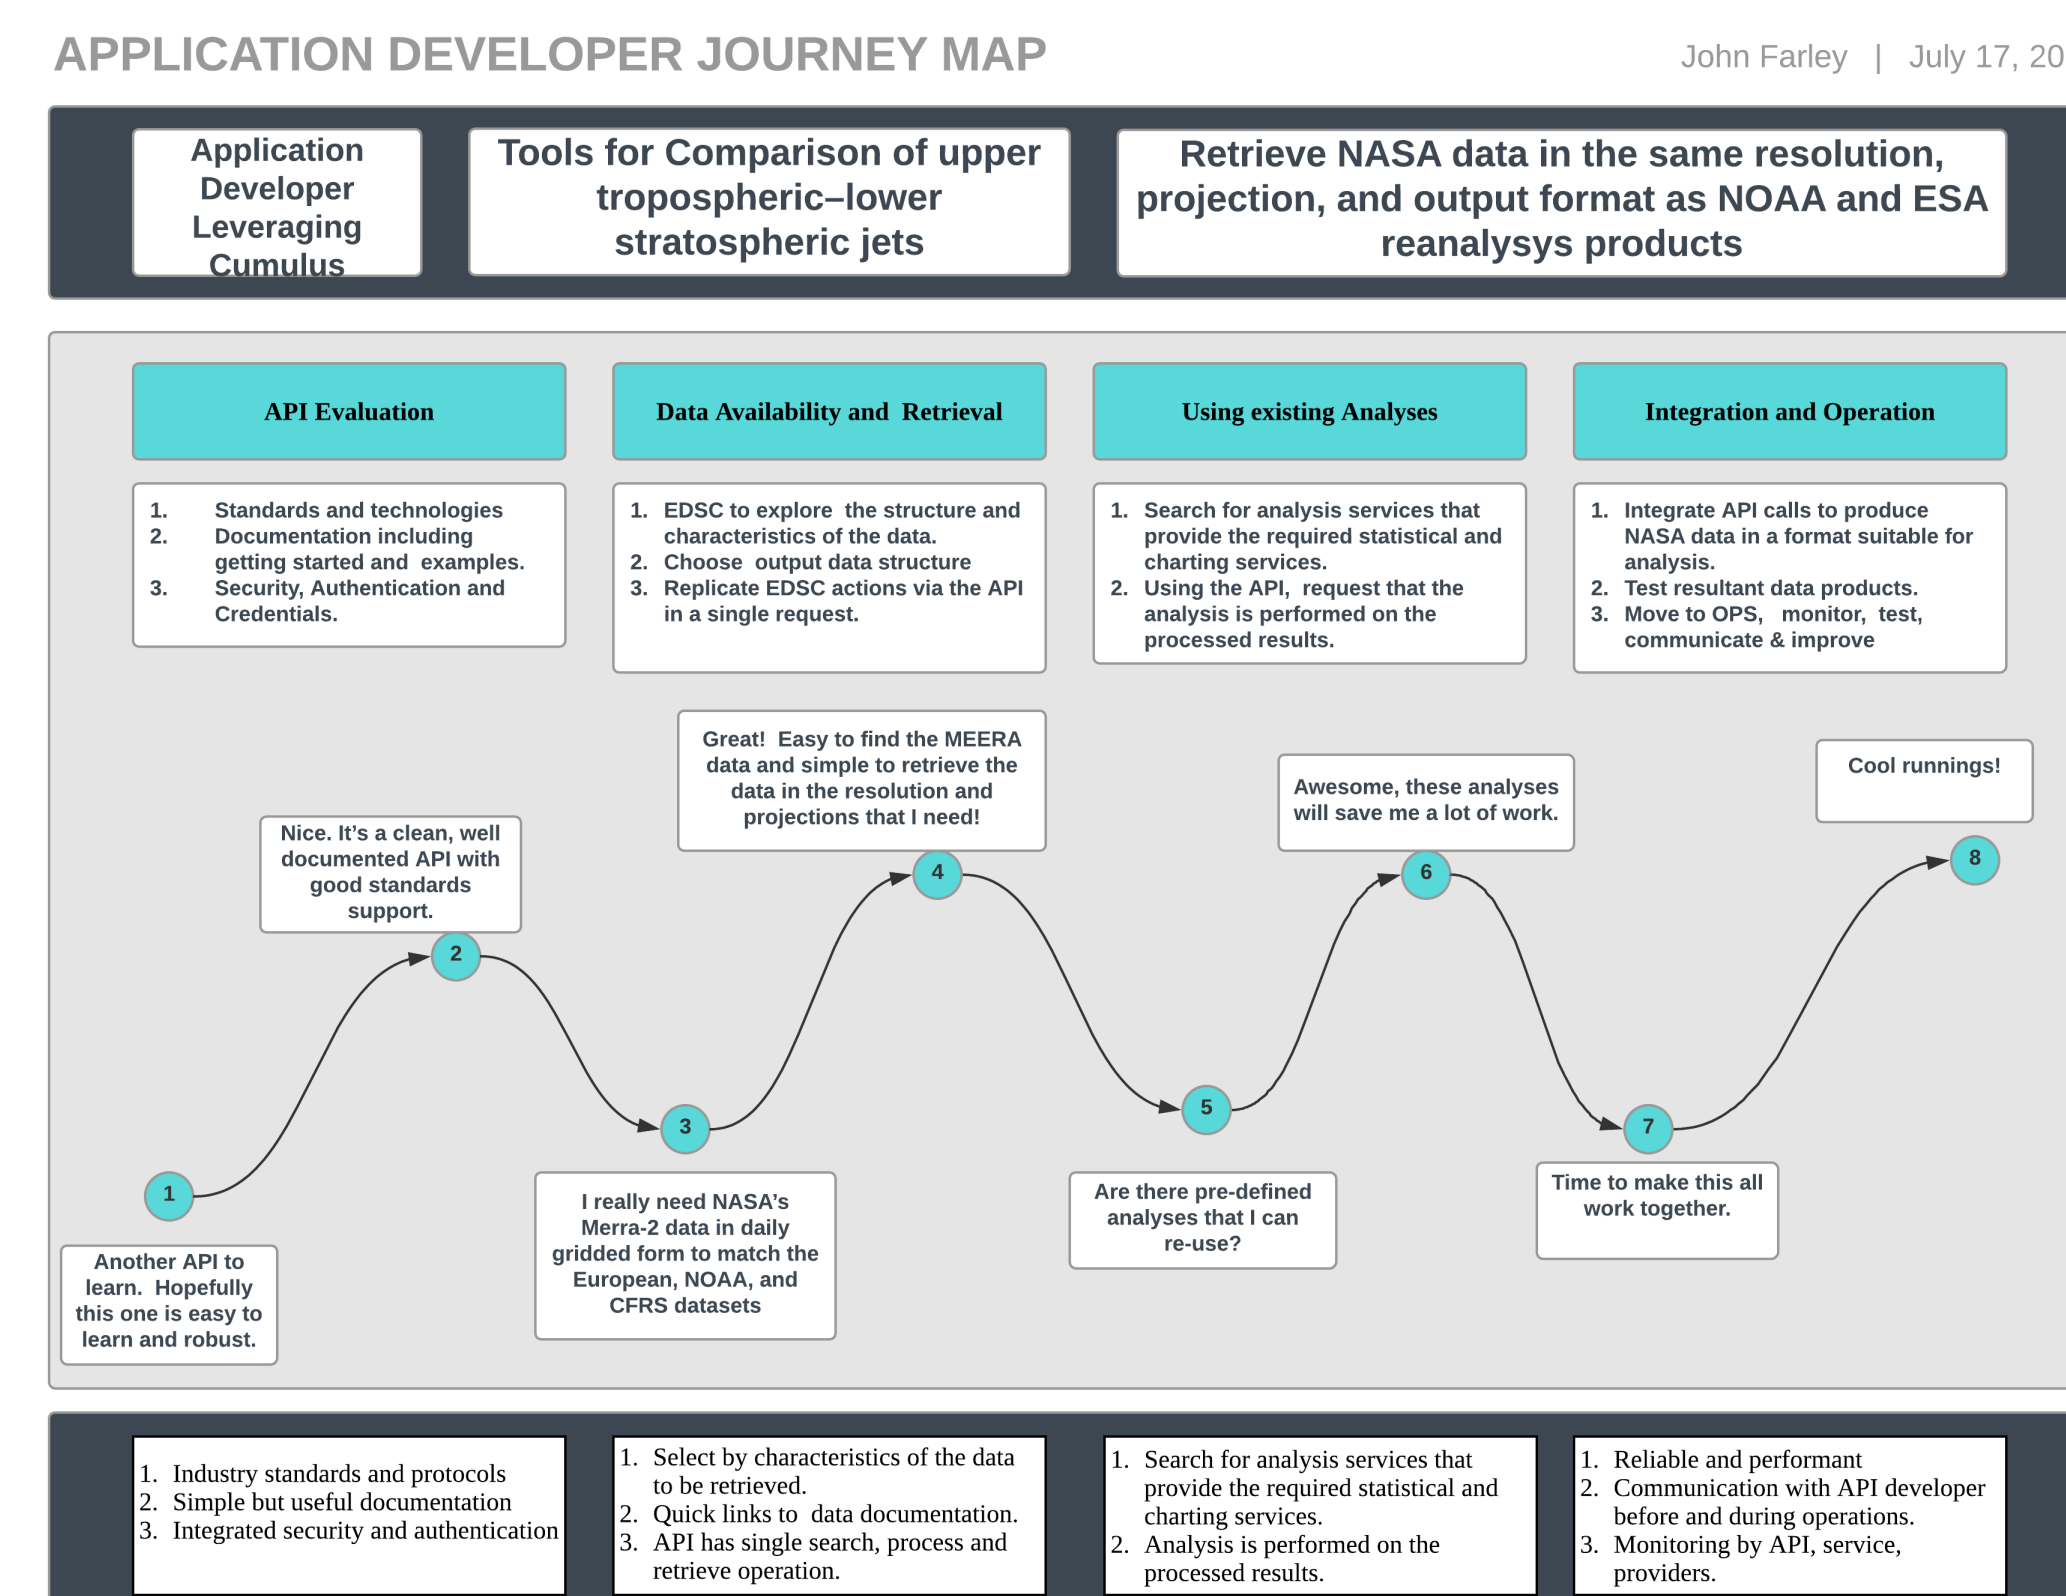 APPLICATION DEVELOPER JOURNEY MAP
John Farley | July 17, 20
Application
Developer
Leveraging
Cumulus
Tools for Comparison of upper
tropospheric–lower
stratospheric jets
Retrieve NASA data in the same resolution,
projection, and output format as NOAA and ESA
reanalysys products
API Evaluation
Data Availability and Retrieval
Using existing Analyses
Integration and Operation
1. Standards and technologies
2. Documentation including
getting started and examples.
3. Security, Authentication and
Credentials.
1. EDSC to explore the structure and
characteristics of the data.
2. Choose output data structure
3. Replicate EDSC actions via the API
in a single request.
1. Search for analysis services that
provide the required statistical and
charting services.
2. Using the API, request that the
analysis is performed on the
processed results.
1. Integrate API calls to produce
NASA data in a format suitable for
analysis.
2. Test resultant data products.
3. Move to OPS, monitor, test,
communicate & improve
Another API to
learn. Hopefully
this one is easy to
learn and robust.
1
Nice. It’s a clean, well
documented API with
good standards
support.
2
3
I really need NASA’s
Merra-2 data in daily
gridded form to match the
European, NOAA, and
CFRS datasets
Great! Easy to find the MEERA
data and simple to retrieve the
data in the resolution and
projections that I need!
4
5
Are there pre-defined
analyses that I can
re-use?
Awesome, these analyses
will save me a lot of work.
6
7
Time to make this all
work together.
Cool runnings!
8
1. Industry standards and protocols
2. Simple but useful documentation
3. Integrated security and authentication
1. Select by characteristics of the data
to be retrieved.
2. Quick links to data documentation.
3. API has single search, process and
retrieve operation.
1. Search for analysis services that
provide the required statistical and
charting services.
2. Analysis is performed on the
processed results.
1. Reliable and performant
2. Communication with API developer
before and during operations.
3. Monitoring by API, service,
providers.